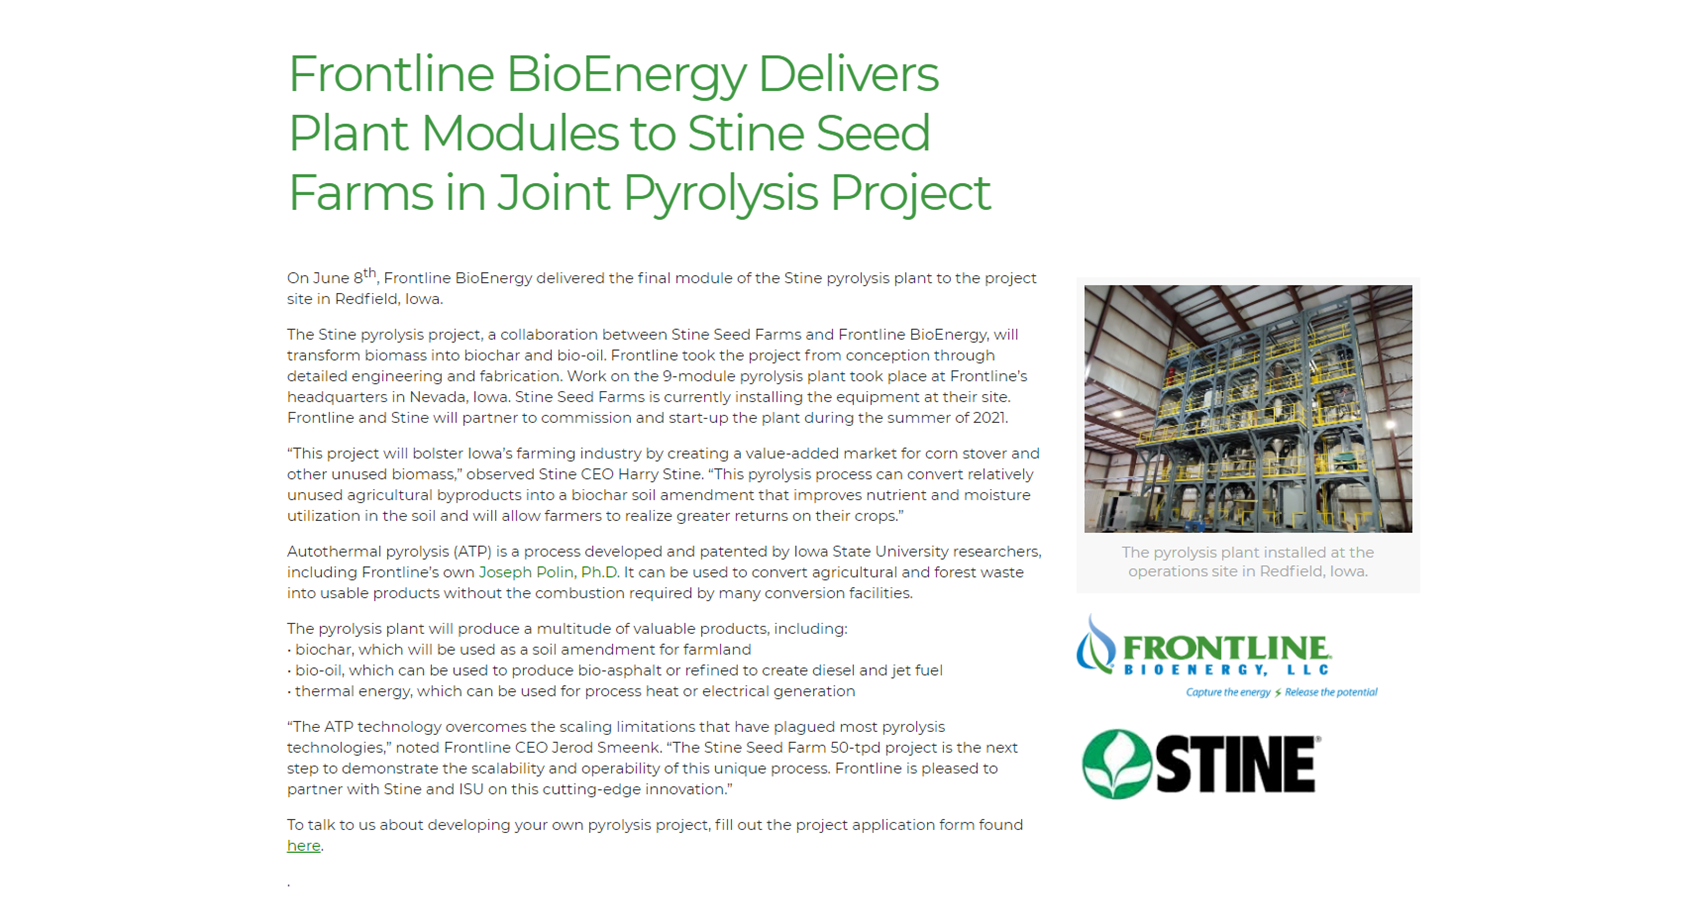 Frontline BioEnergy Delivers
Plant Modules to Stine Seed
Farms in Joint Pyrolysis Project
On June 8th, Frontline BioEnergy delivered the final module of the Stine pyrolysis plant to the project
site in Redfield, Iowa.
The Stine pyrolysis project, a collaboration between Stine Seed Farms and Frontline BioEnergy, will
transform biomass into biochar and bio-oil. Frontline took the project from conception through
detailed engineering and fabrication. Work on the 9-module pyrolysis plant took place at Frontline’s
headquarters in Nevada, Iowa. Stine Seed Farms is currently installing the equipment at their site.
Frontline and Stine will partner to commission and start-up the plant during the summer of 2021.
“This project will bolster Iowa’s farming industry by creating a value-added market for corn stover and
other unused biomass,” observed Stine CEO Harry Stine. “This pyrolysis process can convert relatively
unused agricultural byproducts into a biochar soil amendment that improves nutrient and moisture
utilization in the soil and will allow farmers to realize greater returns on their crops.”
Autothermal pyrolysis (ATP) is a process developed and patented by Iowa State University researchers,
including Frontline’s own Joseph Polin, Ph.D. It can be used to convert agricultural and forest waste
into usable products without the combustion required by many conversion facilities.
The pyrolysis plant will produce a multitude of valuable products, including:
• biochar, which will be used as a soil amendment for farmland
• bio-oil, which can be used to produce bio-asphalt or refined to create diesel and jet fuel
• thermal energy, which can be used for process heat or electrical generation
“The ATP technology overcomes the scaling limitations that have plagued most pyrolysis
technologies,” noted Frontline CEO Jerod Smeenk. “The Stine Seed Farm 50-tpd project is the next
step to demonstrate the scalability and operability of this unique process. Frontline is pleased to
partner with Stine and ISU on this cutting-edge innovation.”
To talk to us about developing your own pyrolysis project, fill out the project application form found
here.
.
The pyrolysis plant installed at the
operations site in Redfield, Iowa.
FRONTLINE
BIOENERGY, LLC
Capture the energy Release the potential
STINE®